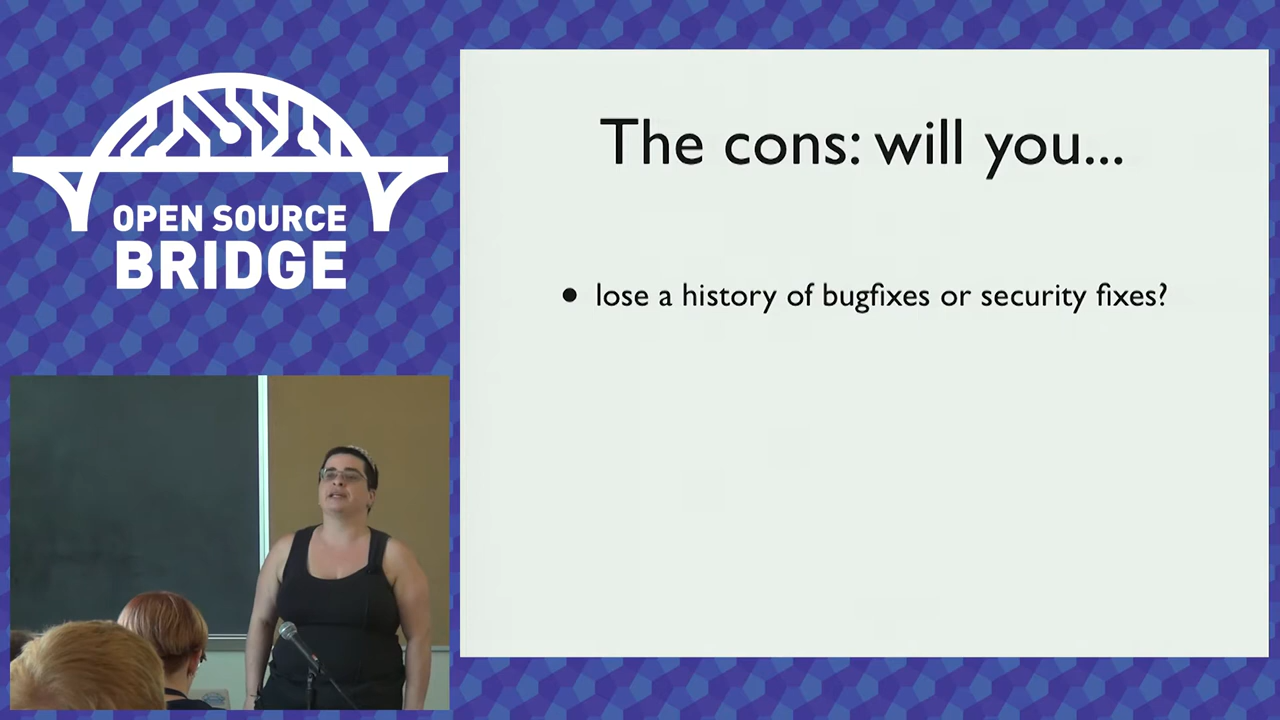 OPEN SOURCE
BRIDGE
The cons: will you...
• lose a history of bugfixes or security fixes?